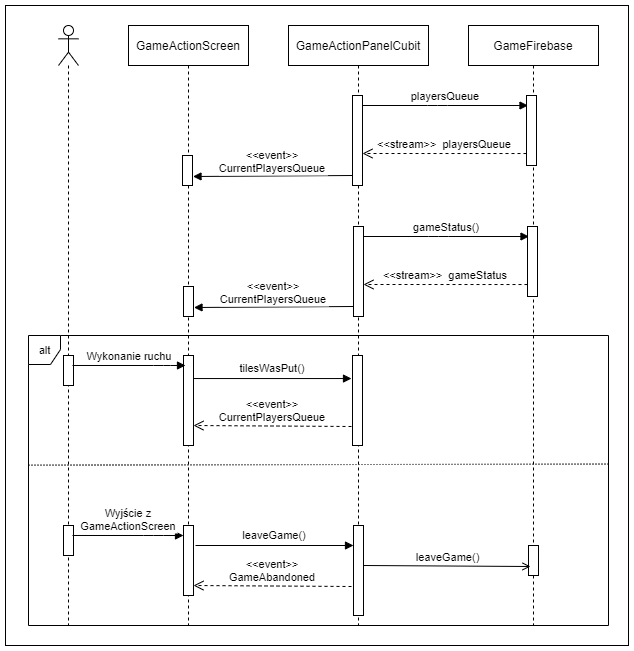 GameActionScreen
GameActionPanelCubit
GameFirebase
playersQueue
<<stream>> playersQueue
<<event>>
CurrentPlayersQueue
gameStatus()
<<stream>> gameStatus
<<event>>
CurrentPlayersQueue
alt
Wykonanie ruchu
tilesWasPut()
<<event>>
CurrentPlayersQueue
Wyjście z
GameActionScreen
leaveGame()
leaveGame()
<<event>>
GameAbandoned